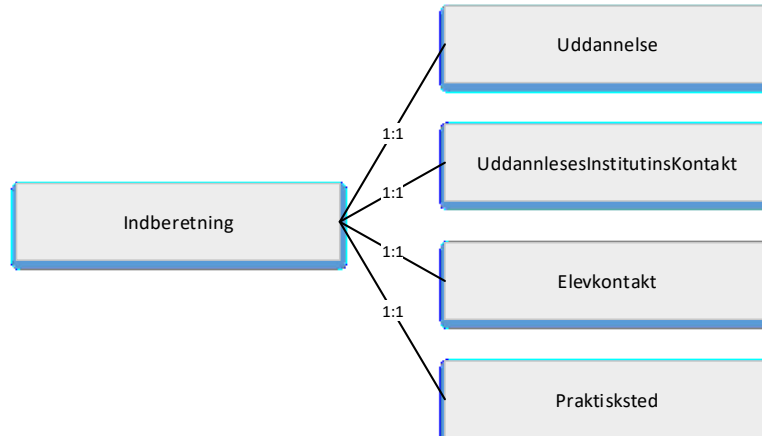 Uddannelse
1:1
UddannlesesInstitutinsKontakt
1:1
Indberetning
1:1
Elevkontakt
1:1
Praktisksted